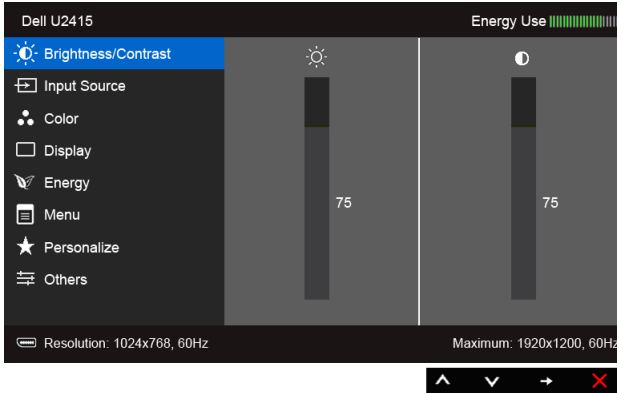 Dell U2415
Energy Use
Brightness/Contrast
Input Source
Color
Display
Energy
Menu
Personalize
Others
75
75
Resolution: 1024x768, 60Hz
Maximum: 1920x1200, 60Hz